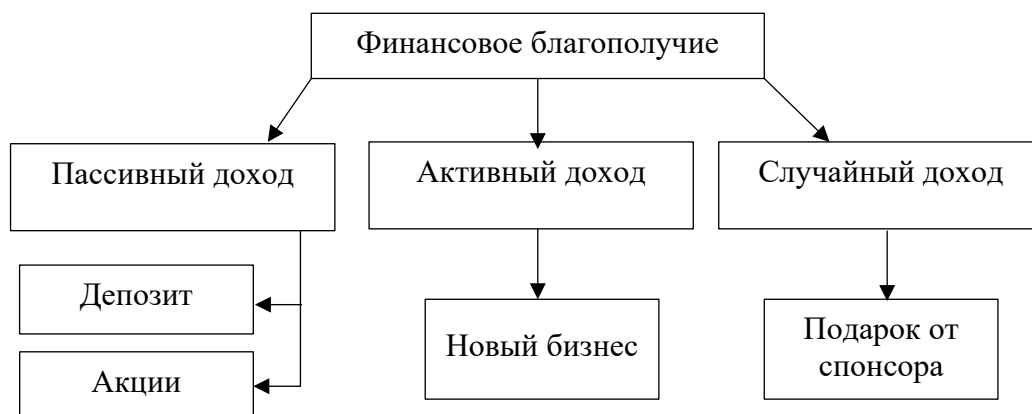 Финансовое благополучие
Пассивный доход
Активный доход
Случайный доход
Депозит
Акции
Новый бизнес
Подарок от
спонсора